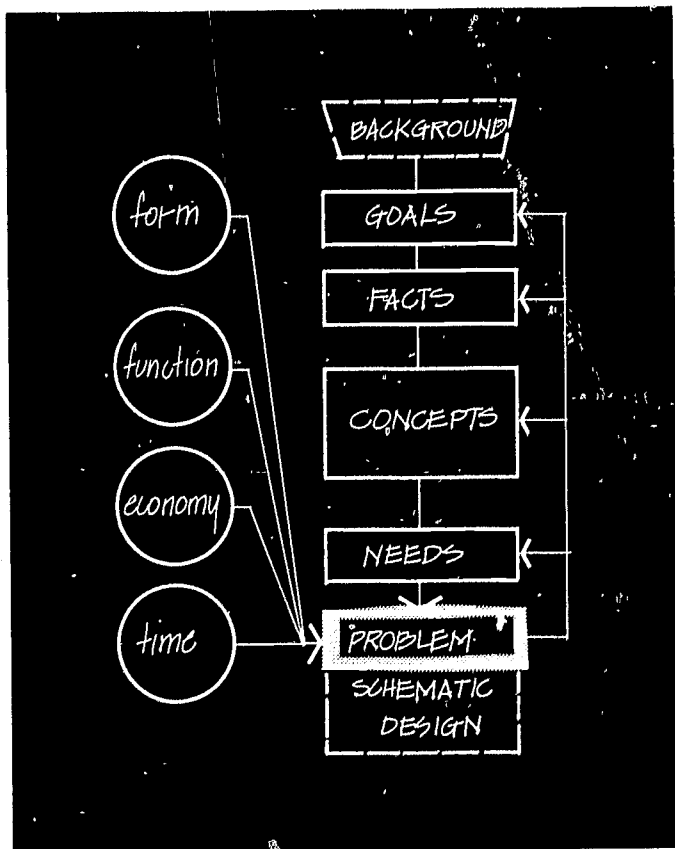 BACKGROUND
form
GOALS
FACTS
function
CONCEPTS
economy
NEEDS
time
PROBLEM
SCHEMATIC
DESIGN